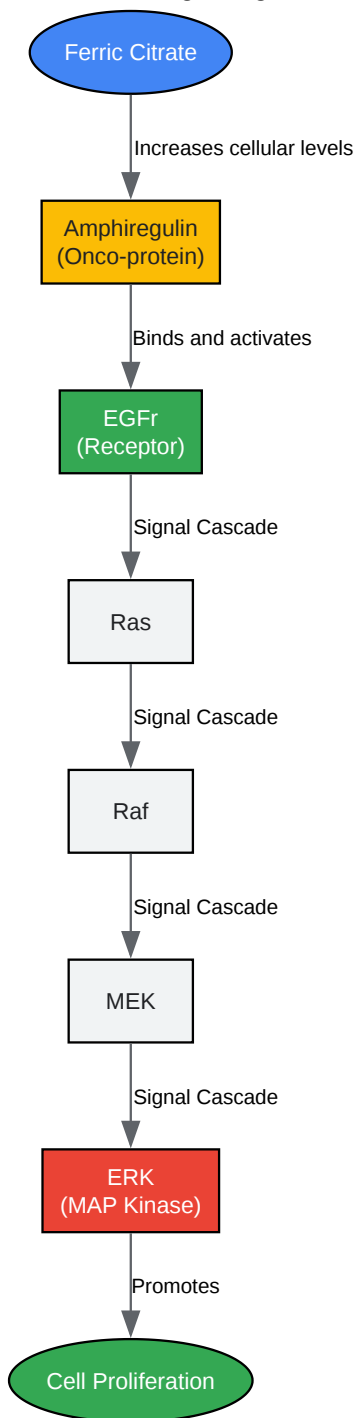 Ferric Citrate
Increases cellular levels
Amphiregulin
(Onco-protein)
Binds and activates
EGFr
(Receptor)
Signal Cascade
Ras
Signal Cascade
Raf
Signal Cascade
MEK
Signal Cascade
ERK
(MAP Kinase)
Promotes
Cell Proliferation